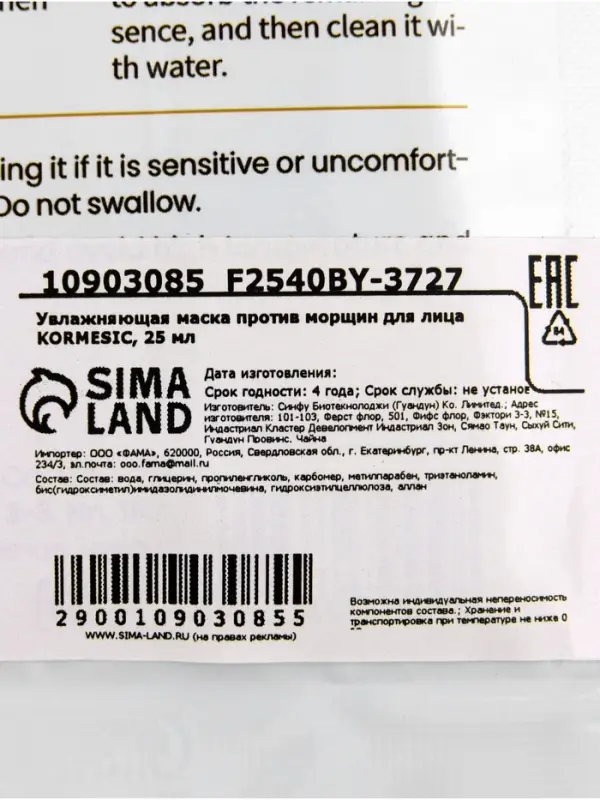 sence, and then clean it wi-
th water.
ing it if it is sensitive or uncomfort-
Do not swallow.
10903085 F2540BY-3727
EAC
Увлажняющая маска против морщин для лица
KORMESIC, 25 мл
84
SIMA
LAND
Дата изготовления:
Срок годности: 4 года; Срок службы: не устано
Изготовитель: Синфу Биотекнолоджи (Гуандун) Ко. Лимитед.; Адрес
изготовителя: 101-103, Ферст флор, 501, Фифс флор, Фэктори 3-3, №15,
Индастриал Кластер Девелопмент Индастриал Зон, Сямао Таун, Сыхуй Сити,
Гуандун Провинс. Чайна
Импортер: ООО «ФАМА», 620000, Россия, Свердловская обл., г. Екатеринбург, пр-кт Ленина, стр. 38А, офис
234/3, эл.почта: ooo.fama@mail.ru
Состав: Состав: вода, глицерин, пропиленгликоль, карбомер, метилпарабен, триэтаноламин,
бис(гидроксиметил)имидазолидинилмочевина, гидроксиэтилцеллюлоза, аллан
2900109030855
WWW.SIMA-LAND.RU (на правах рекламы)
Возможна индивидуальная непереносимость
компонентов состава.; Хранение и
транспортировка при температуре не ниже 0